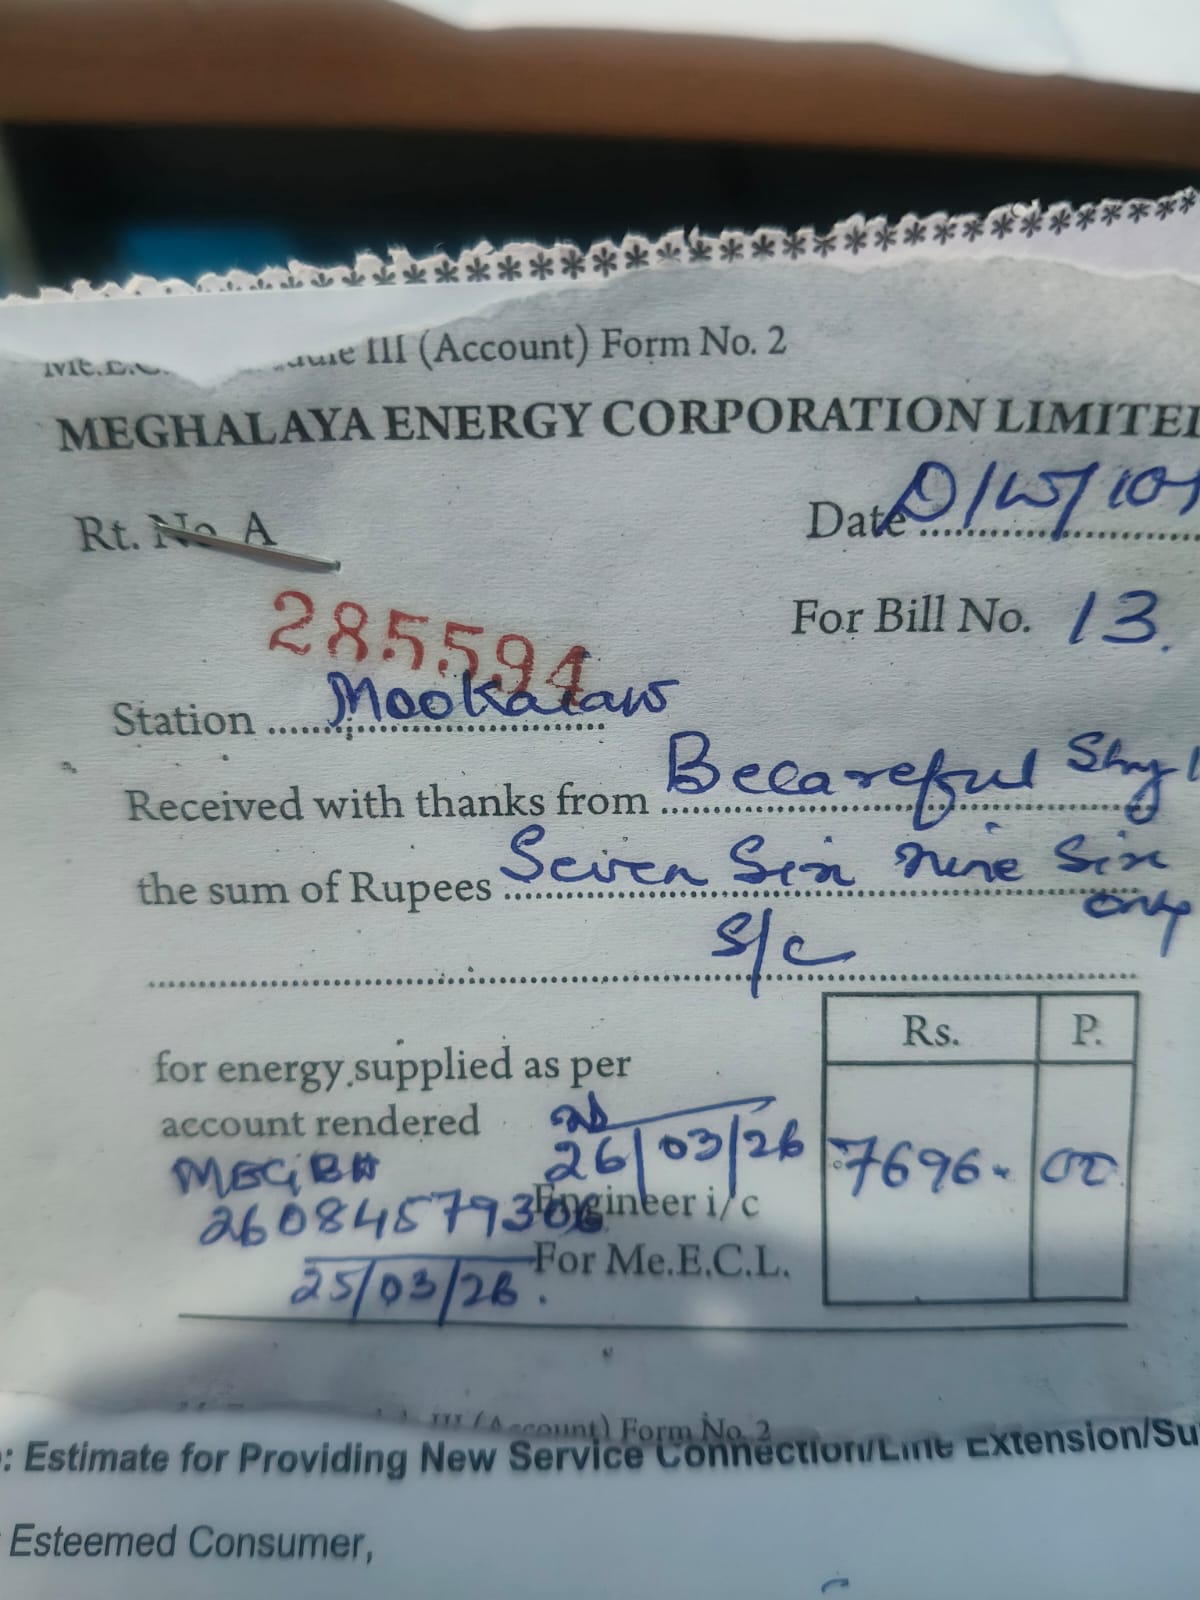 III (Account) Form No. 2
MEGHALAYA ENERGY CORPORATION LIMITE
Rt. No A
Date D/W/10
285594
For Bill No. 13.
Station Mookalaw
Received with thanks from Becareful
the sum of Rupees Seven Six nine Six
only
S/C
Rs. P.
for energy supplied as per
account rendered
26/03/26
7696- 00
26084579306
Engineer i/c
For Me.E.C.L.
25/03/26.
III (Account) Form No. 2
: Estimate for Providing New Service Connection/Line Extension/Su
Esteemed Consumer,